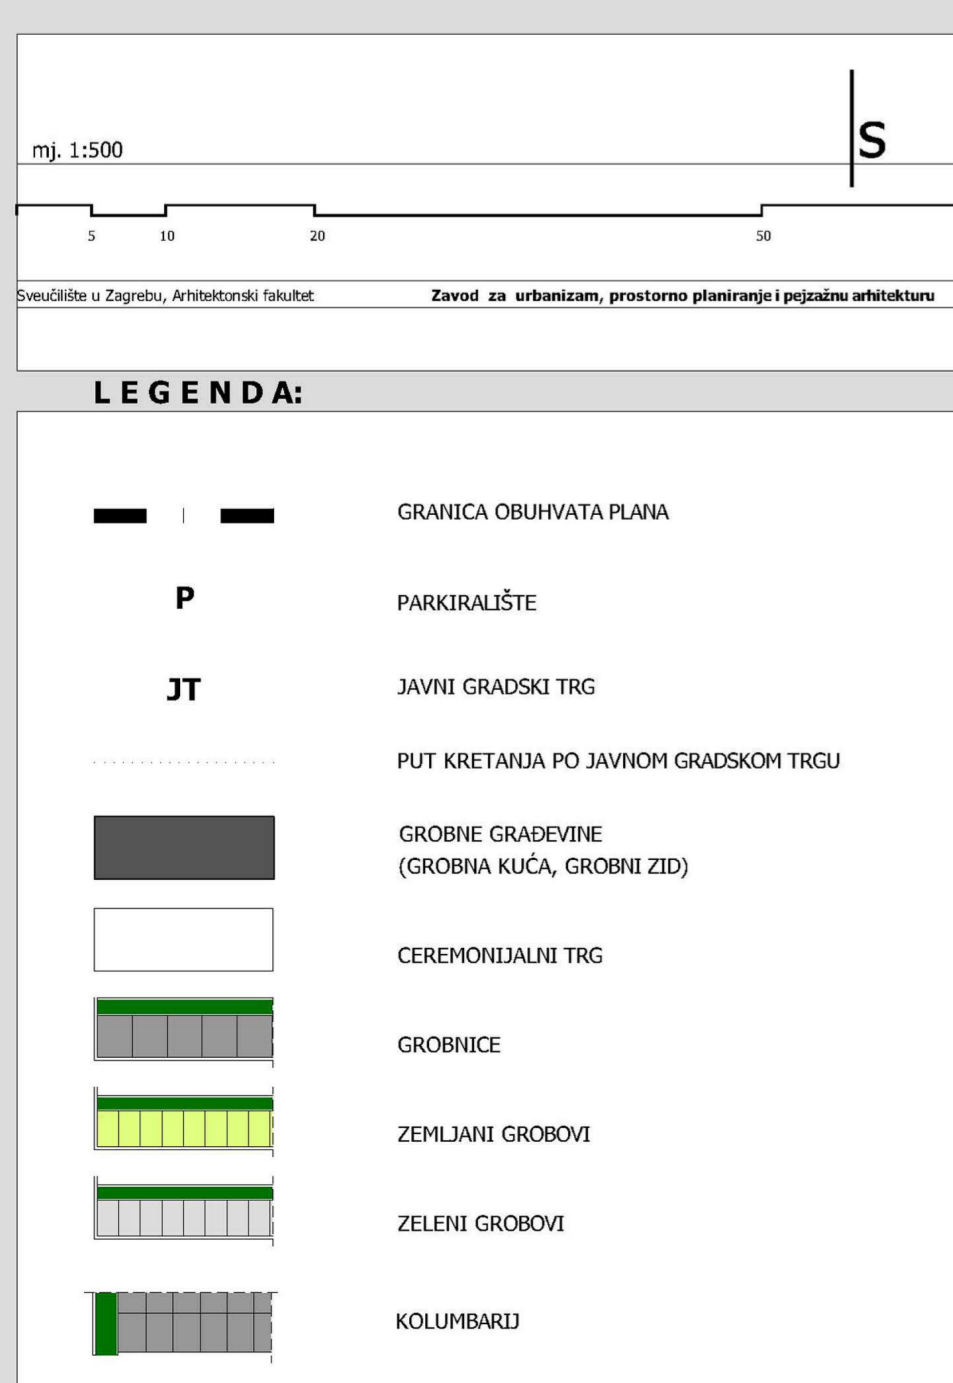 mj. 1:500
S
5 10 20 50
Sveučilište u Zagrebu, Arhitektonski fakultet Zavod za urbanizam, prostorno planiranje i pejzažnu arhitekturu
LEGENDA:
GRANICA OBUHVATA PLANA
P PARKIRALIŠTE
JT JAVNI GRADSKI TRG
PUT KRETANJA PO JAVNOM GRADSKOM TRGU
GROBNE GRAĐEVINE
(GROBNA KUĆA, GROBNI ZID)
CEREMONIJALNI TRG
GROBNICE
ZEMLJANI GROBOVI
ZELENI GROBOVI
KOLUMBARIJ